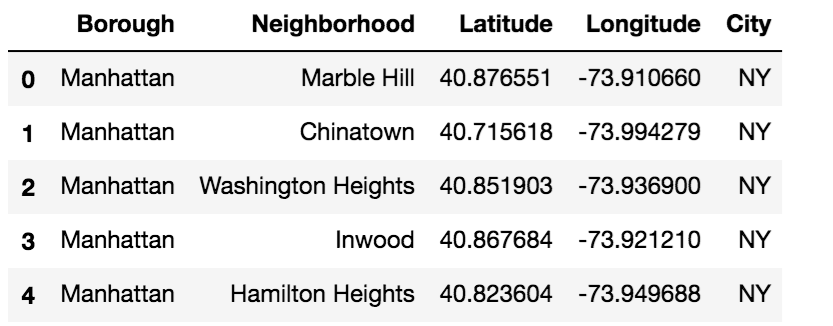 Borough Neighborhood Latitude Longitude City
0 Manhattan Marble Hill 40.876551 -73.910660 NY
1 Manhattan Chinatown 40.715618 -73.994279 NY
2 Manhattan Washington Heights 40.851903 -73.936900 NY
3 Manhattan Inwood 40.867684 -73.921210 NY
4 Manhattan Hamilton Heights 40.823604 -73.949688 NY